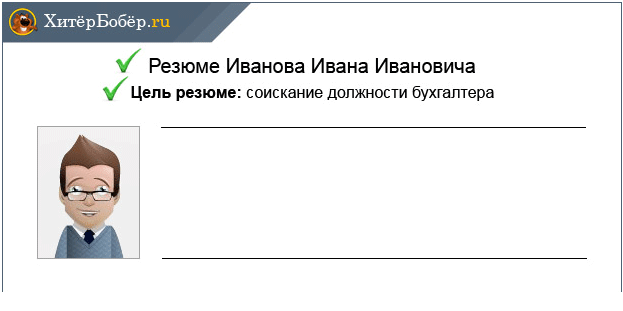 ХитёрБобёр.ru
Резюме Иванова Ивана Ивановича
Цель резюме: соискание должности бухгалтера